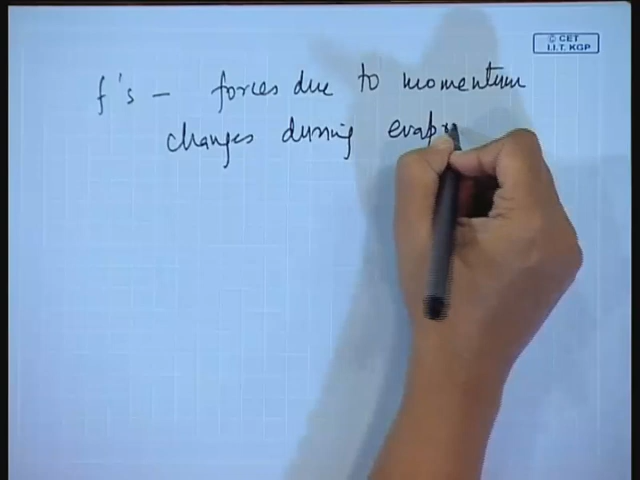 © CET
I.I.T. KGP
f's – forces due to momentum
changes during evap